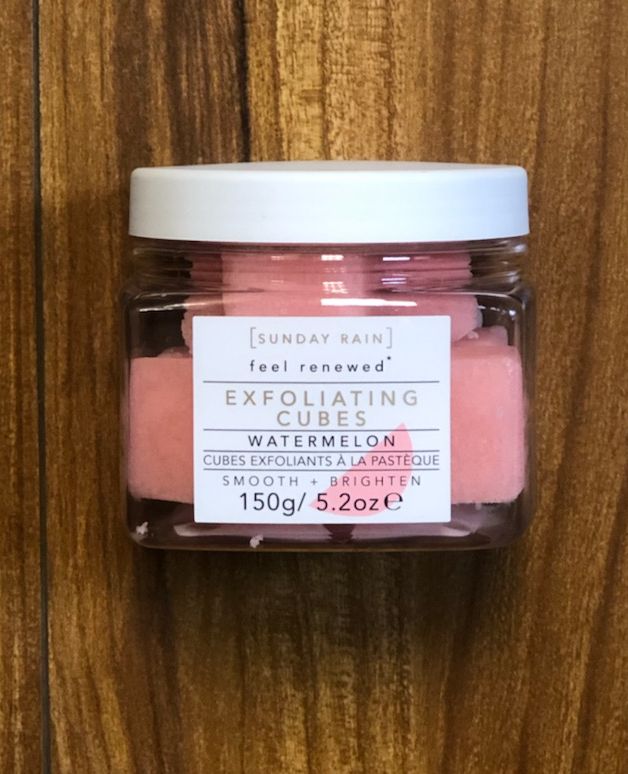 [SUNDAY RAIN]
feel renewed*
EXFOLIATING
CUBES
WATERMELON
CUBES EXFOLIANTS À LA PASTÈQUE
SMOOTH + BRIGHTEN
150g/ 5.2oz℮